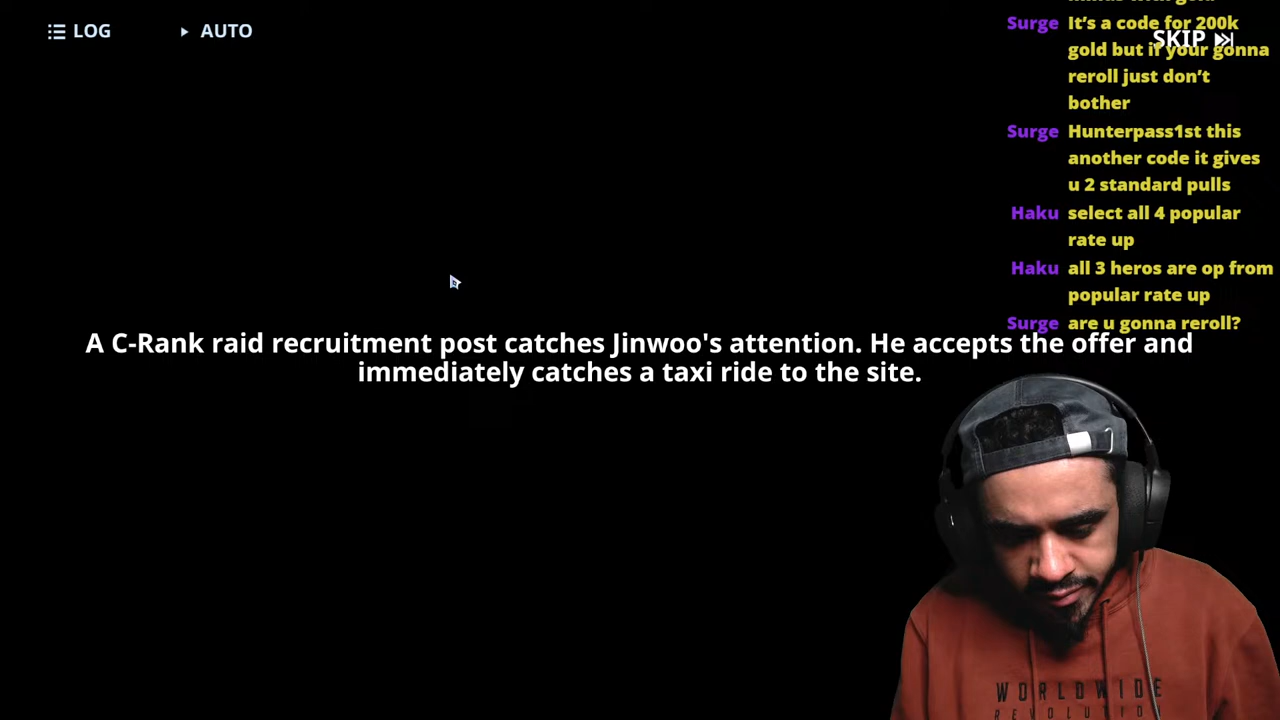 LOG
AUTO
SKIP
Surge It's a code for 200k
gold but if your gonna
reroll just don't
bother
Surge Hunterpass1st this
another code it gives
u 2 standard pulls
Haku select all 4 popular
rate up
Haku all 3 heros are op from
popular rate up
Surge are u gonna reroll?
A C-Rank raid recruitment post catches Jinwoo's attention. He accepts the offer and
immediately catches a taxi ride to the site.
WORLDWIDE
REVOLUTION